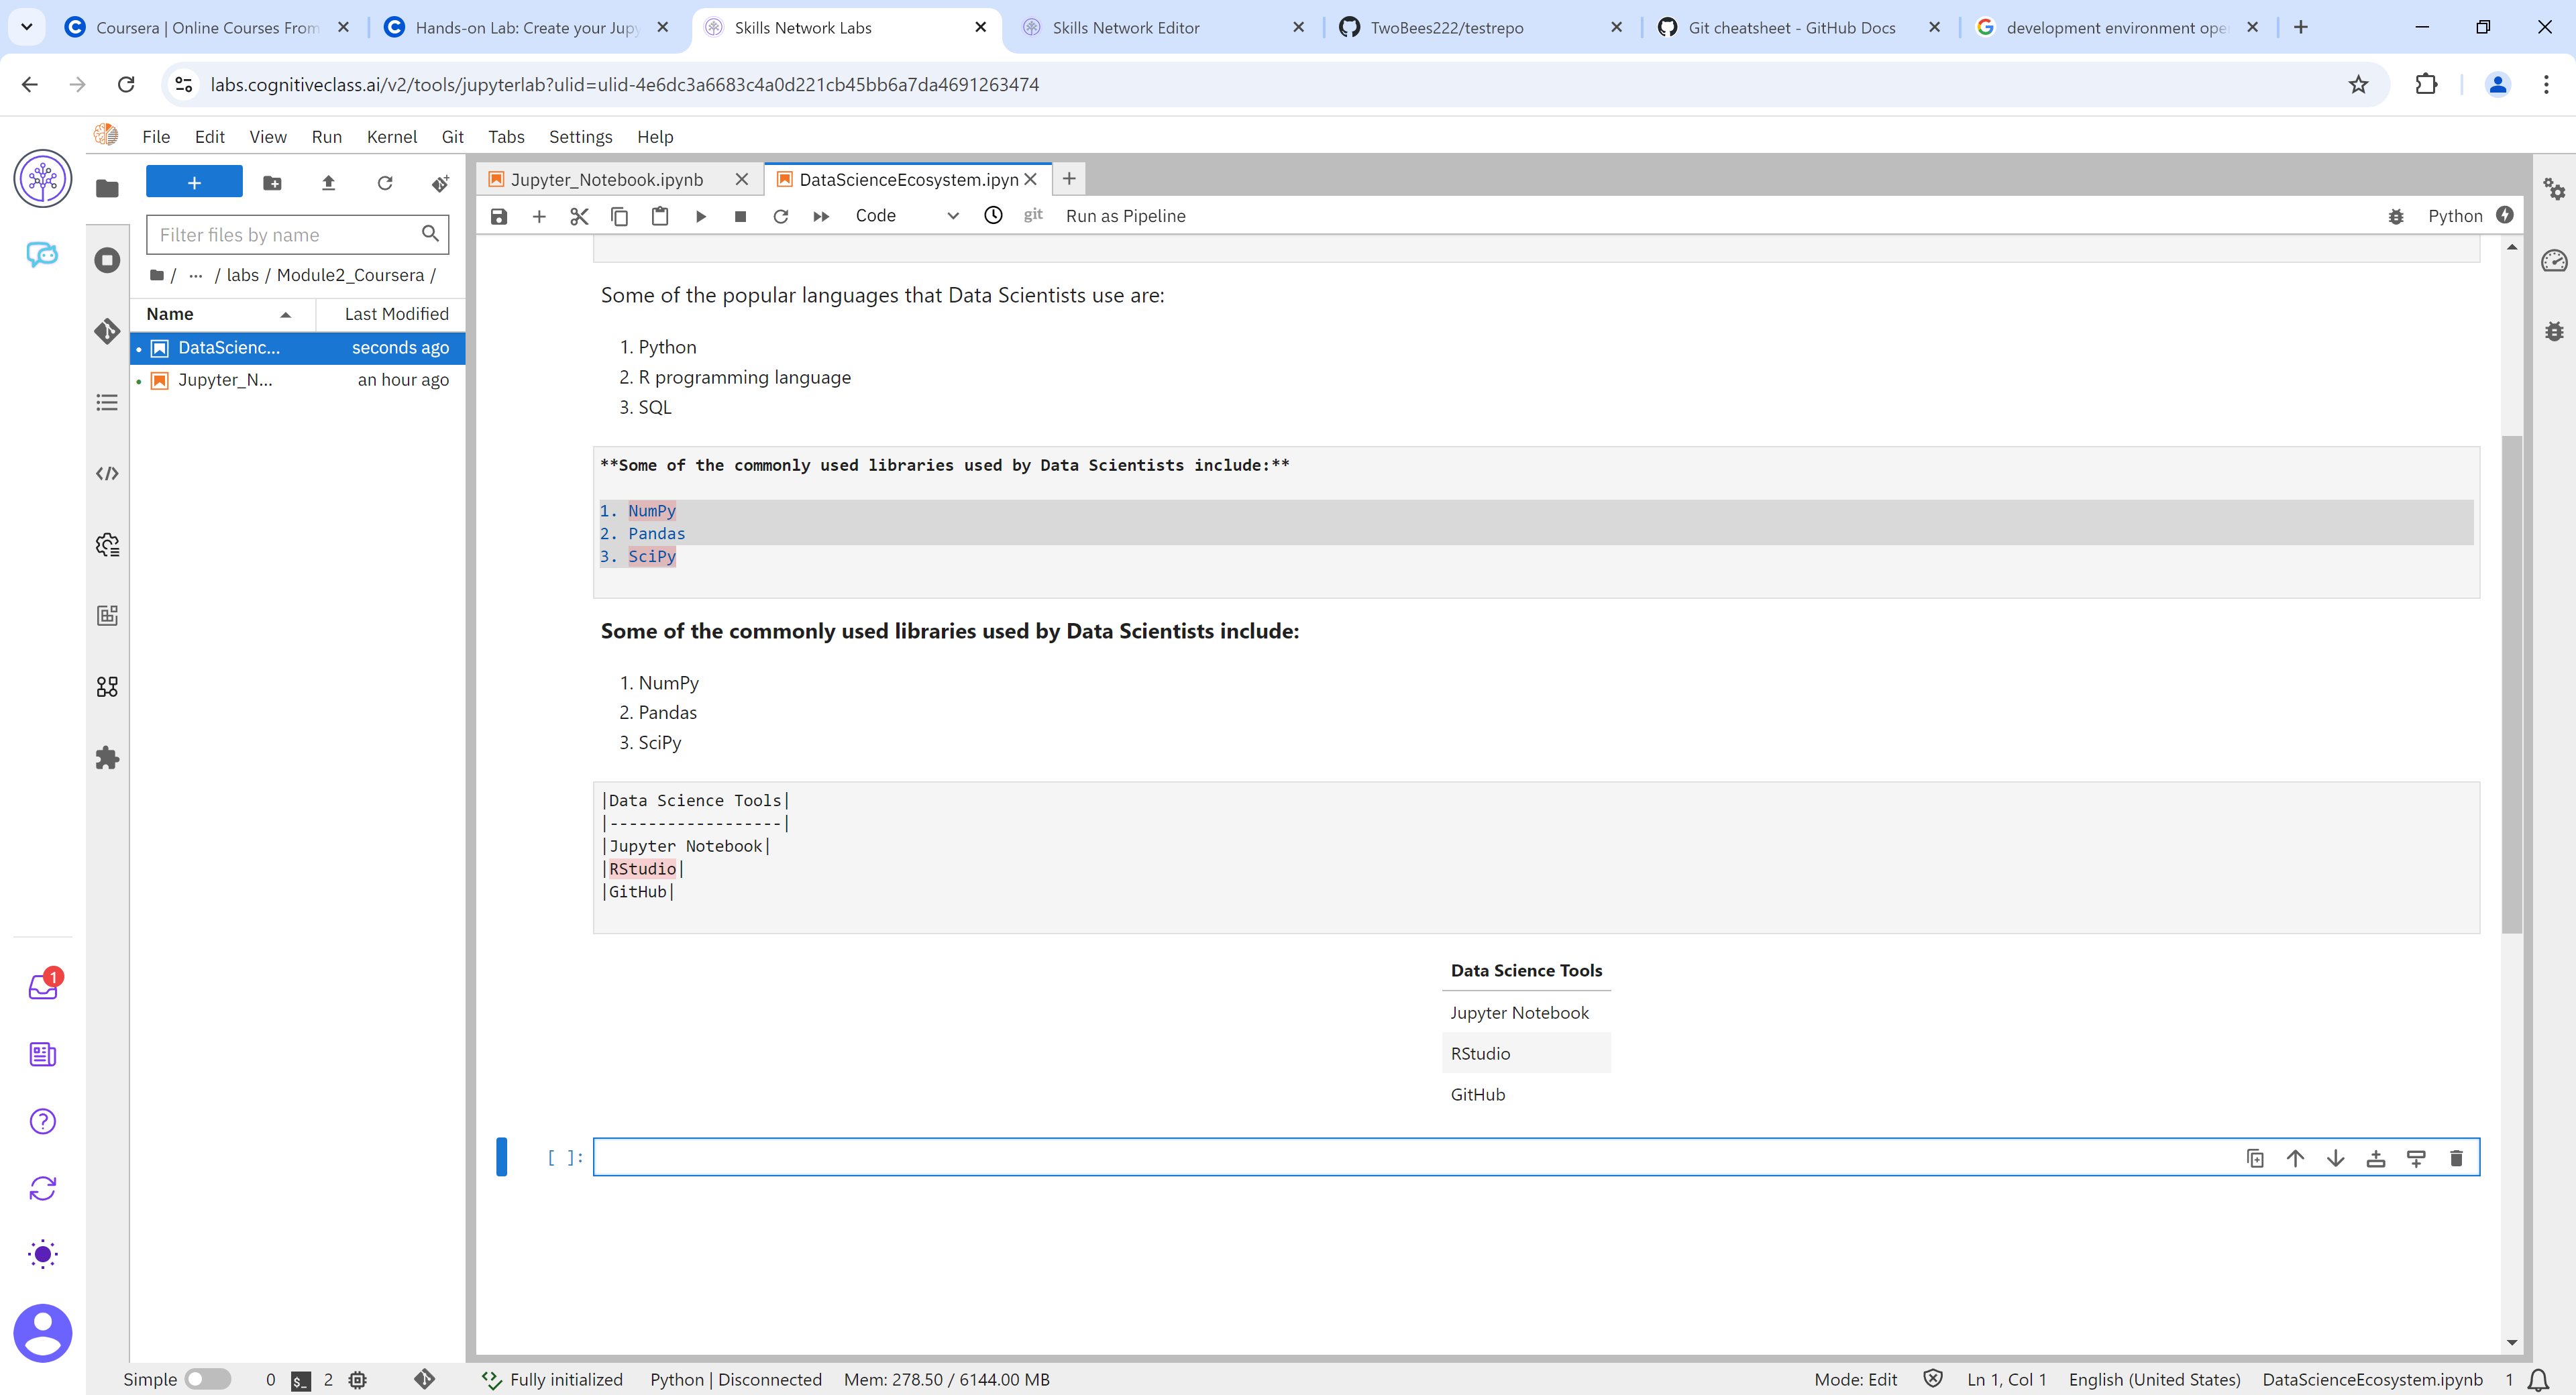 Coursera | Online Courses From
Hands-on Lab: Create your Jupy
Skills Network Labs
Skills Network Editor
TwoBees222/testrepo
Git cheatsheet - GitHub Docs
development environment ope
labs.cognitiveclass.ai/v2/tools/jupyterlab?ulid=ulid-4e6dc3a6683c4a0d221cb45bb6a7da4691263474
File Edit View Run Kernel Git Tabs Settings Help
Jupyter_Notebook.ipynb
DataScienceEcosystem.ipyn
Code
git
Run as Pipeline
Python
Filter files by name
/ ... / labs / Module2_Coursera /
Name Last Modified
DataScienc... seconds ago
Jupyter_N... an hour ago
Some of the popular languages that Data Scientists use are:
1. Python
2. R programming language
3. SQL
**Some of the commonly used libraries used by Data Scientists include:**
1. NumPy
2. Pandas
3. SciPy
Some of the commonly used libraries used by Data Scientists include:
1. NumPy
2. Pandas
3. SciPy
|Data Science Tools|
|------------------|
|Jupyter Notebook|
|RStudio|
|GitHub|
Data Science Tools
Jupyter Notebook
RStudio
GitHub
[ ]:
1
Simple 0 $_ 2 Fully initialized Python | Disconnected Mem: 278.50 / 6144.00 MB Mode: Edit Ln 1, Col 1 English (United States) DataScienceEcosystem.ipynb 1